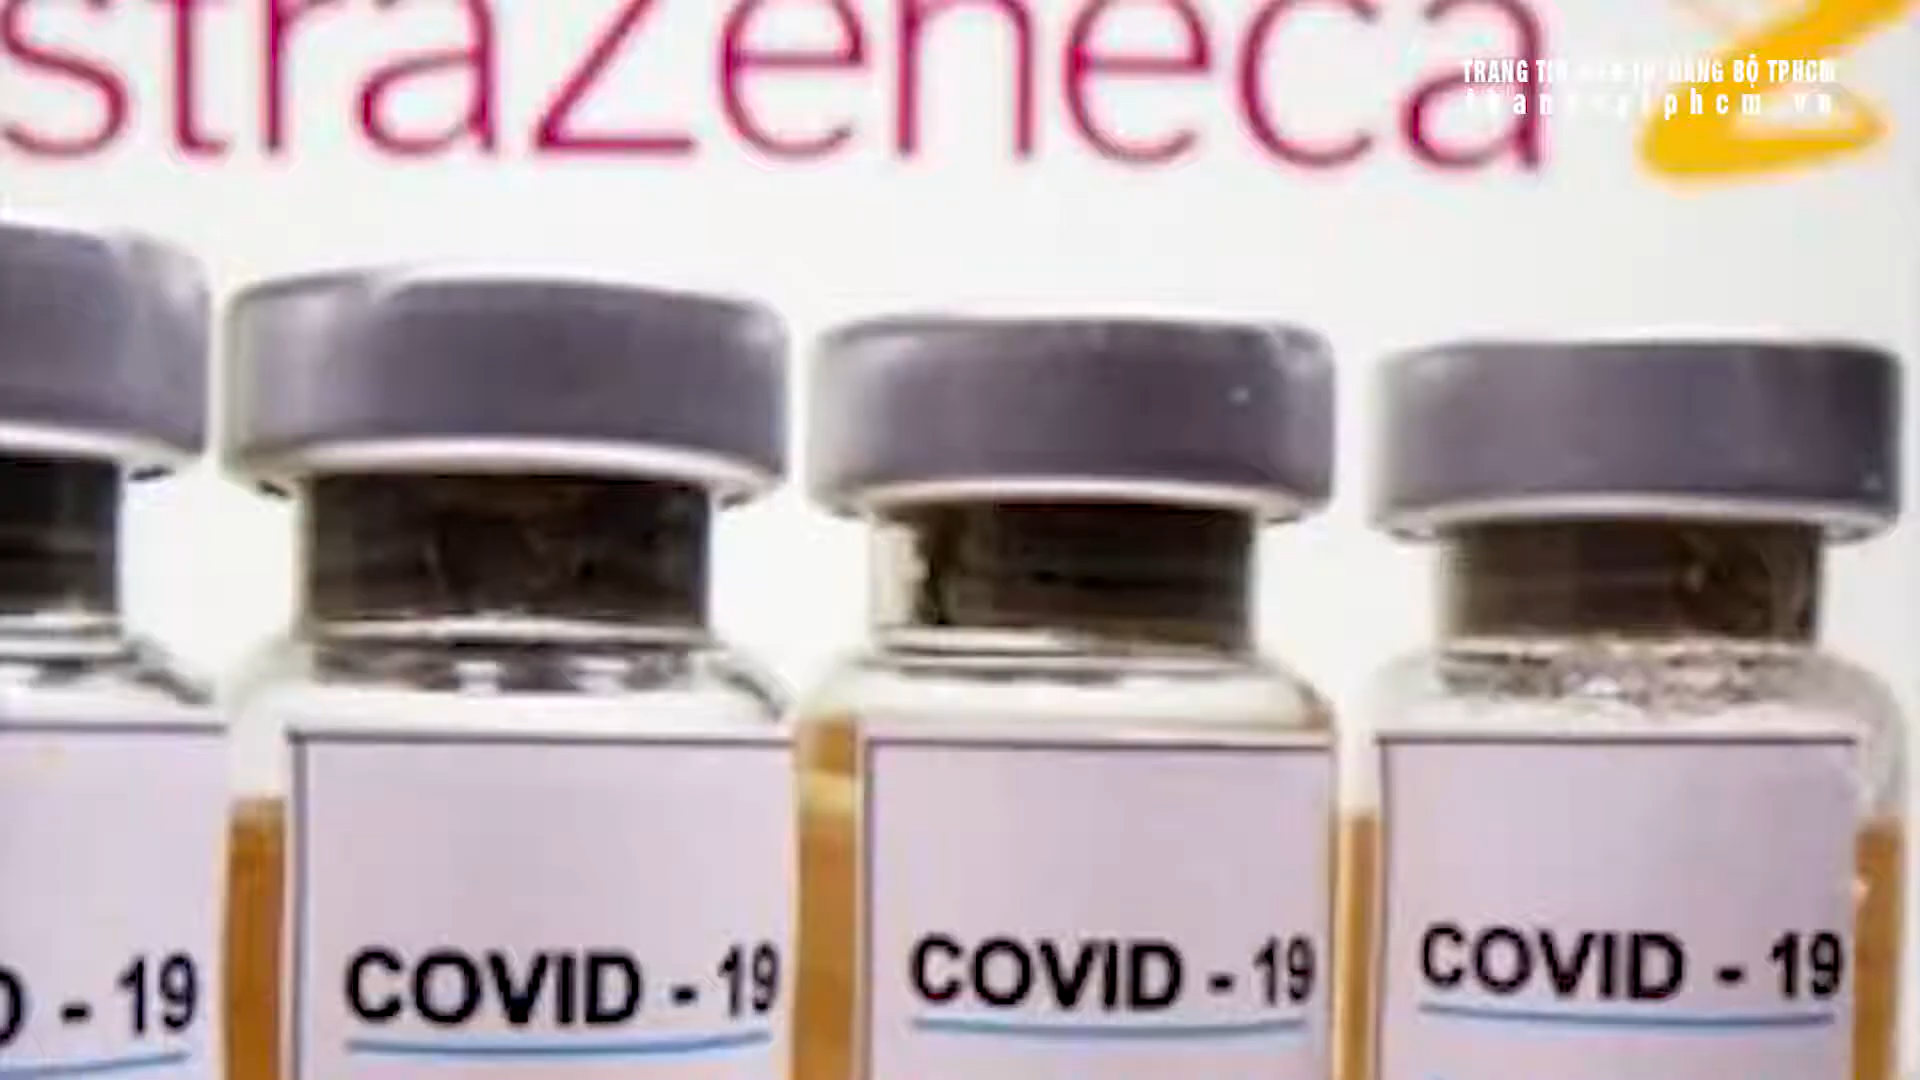 straZeneca
TRANG TIN ĐẢNG BỘ TPHCM
COVID - 19
COVID - 19
COVID - 19
D - 19